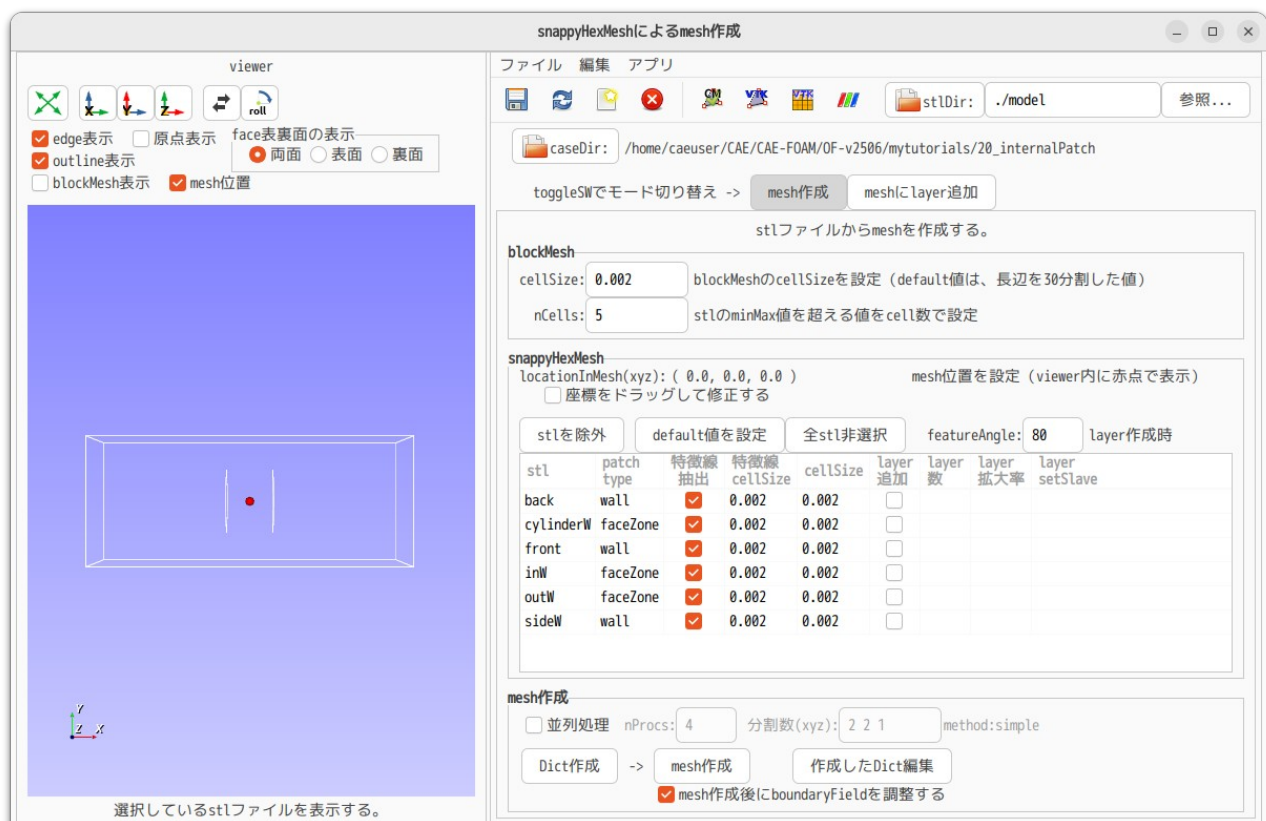 snappyHexMeshによるmesh作成
viewer
X Y Z roll
edge表示 原点表示 face表裏面の表示
outline表示 両面 表面 裏面
blockMesh表示 mesh位置
Y
Z X
選択しているstlファイルを表示する。
ファイル 編集 アプリ
CM VTK VTK stlDir: ./model 参照...
caseDir: /home/caeuser/CAE/CAE-FOAM/OF-v2506/mytutorials/20_internalPatch
toggleSWでモード切り替え -> mesh作成 meshにlayer追加
stlファイルからmeshを作成する。
blockMesh
cellSize: 0.002 blockMeshのcellSizeを設定（default値は、長辺を30分割した値）
nCells: 5 stlのminMax値を超える値をcell数で設定
snappyHexMesh
locationInMesh(xyz): ( 0.0, 0.0, 0.0 ) mesh位置を設定（viewer内に赤点で表示）
座標をドラッグして修正する
stlを除外 default値を設定 全stl非選択 featureAngle: 80 layer作成時
stl patch type 特徴線抽出 特徴線cellSize cellSize layer追加 layer数 layer拡大率 layer setSlave
back wall 0.002 0.002
cylinderW faceZone 0.002 0.002
front wall 0.002 0.002
inW faceZone 0.002 0.002
outW faceZone 0.002 0.002
sideW wall 0.002 0.002
mesh作成
並列処理 nProcs: 4 分割数(xyz): 2 2 1 method:simple
Dict作成 -> mesh作成 作成したDict編集
mesh作成後にboundaryFieldを調整する